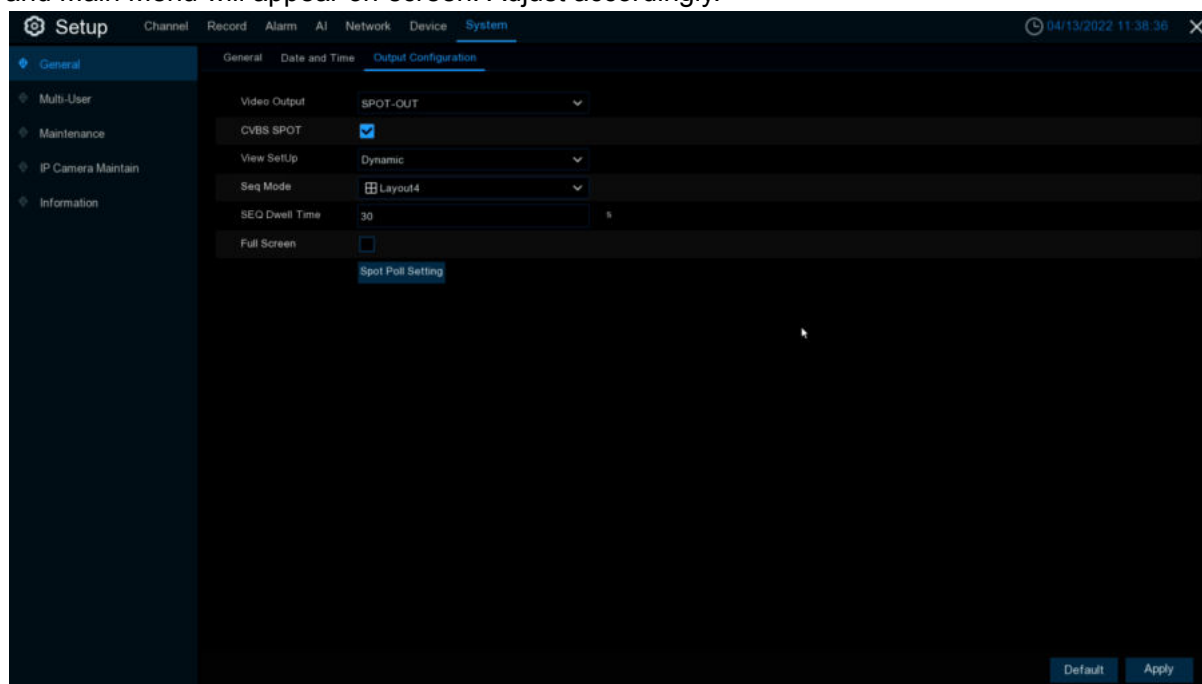 and Main Menu will appear on-screen. Adjust accordingly.
Setup Channel Record Alarm AI Network Device System 04/13/2022 11:38:36
General
General Date and Time Output Configuration
Multi-User
Maintenance
IP Camera Maintain
Information
Video Output SPOT-OUT
CVBS SPOT
View SetUp Dynamic
Seq Mode Layout4
SEQ Dwell Time 30 s
Full Screen
Spot Poll Setting
Default Apply